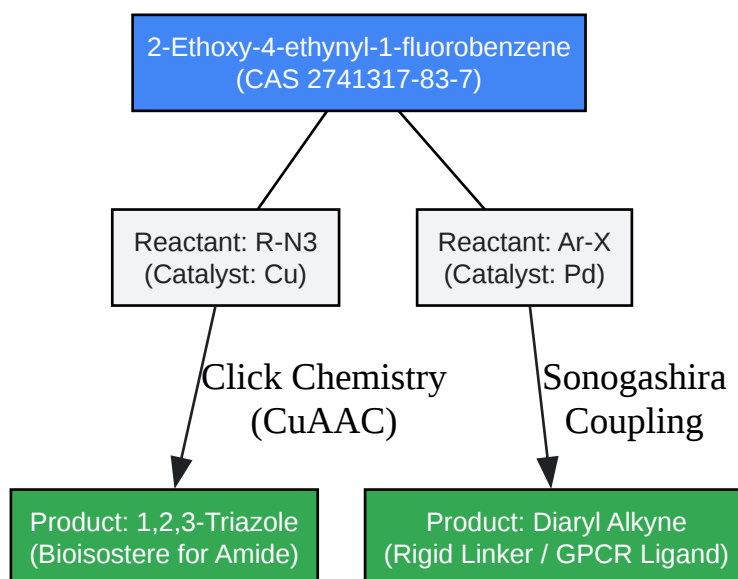 2-Ethoxy-4-ethynyl-1-fluorobenzene
(CAS 2741317-83-7)
Reactant: R-N3
(Catalyst: Cu)
Reactant: Ar-X
(Catalyst: Pd)
Click Chemistry
(CuAAC)
Sonogashira
Coupling
Product: 1,2,3-Triazole
(Bioisostere for Amide)
Product: Diaryl Alkyne
(Rigid Linker / GPCR Ligand)